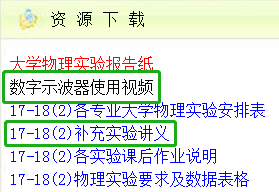 资源下载
大学物理实验报告纸
数字示波器使用视频
17-18(2)各专业大学物理实验安排表
17-18(2)补充实验讲义
17-18(2)各实验课后作业说明
17-18(2)物理实验要求及数据表格